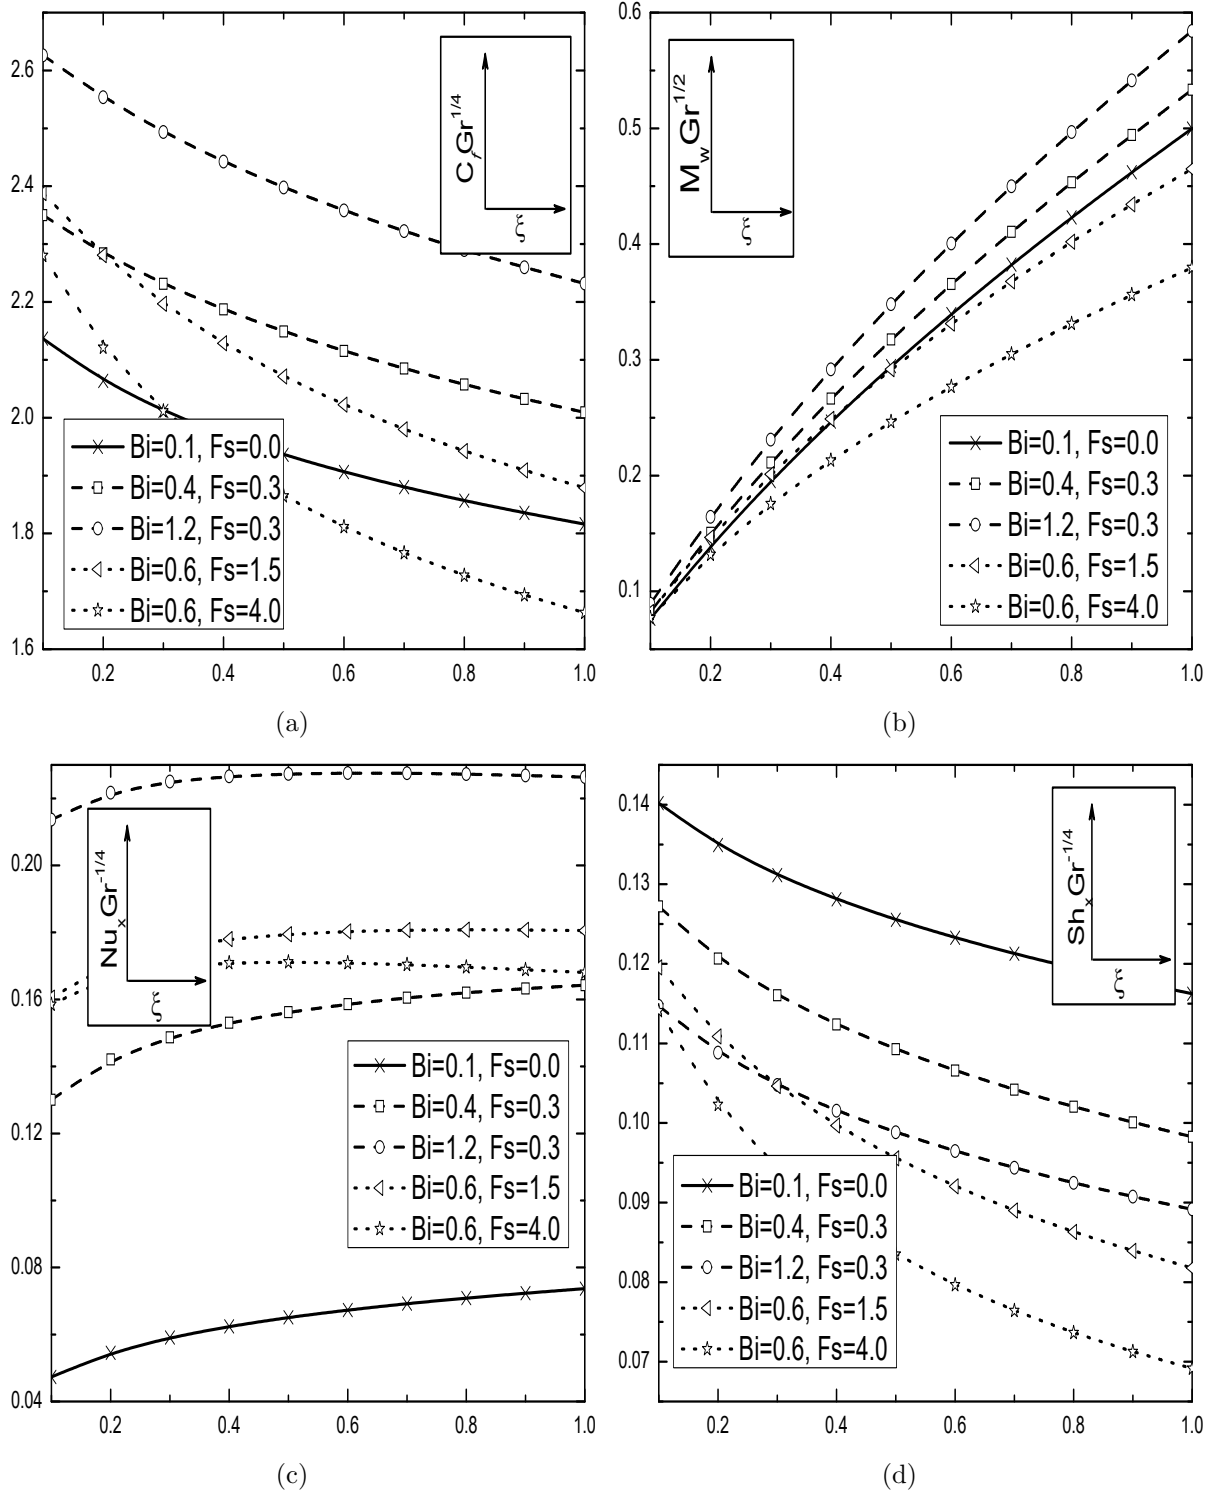 2.6
2.4
2.2
2.0
1.8
1.6
0.2
0.4
0.6
0.8
1.0
C_f Gr^{1/4}
ξ
Bi=0.1, Fs=0.0
Bi=0.4, Fs=0.3
Bi=1.2, Fs=0.3
Bi=0.6, Fs=1.5
Bi=0.6, Fs=4.0
(a)
0.6
0.5
0.4
0.3
0.2
0.1
0.2
0.4
0.6
0.8
1.0
M_w Gr^{1/2}
ξ
Bi=0.1, Fs=0.0
Bi=0.4, Fs=0.3
Bi=1.2, Fs=0.3
Bi=0.6, Fs=1.5
Bi=0.6, Fs=4.0
(b)
0.20
0.16
0.12
0.08
0.04
0.2
0.4
0.6
0.8
1.0
Nu_x Gr^{-1/4}
ξ
Bi=0.1, Fs=0.0
Bi=0.4, Fs=0.3
Bi=1.2, Fs=0.3
Bi=0.6, Fs=1.5
Bi=0.6, Fs=4.0
(c)
0.14
0.13
0.12
0.11
0.10
0.09
0.08
0.07
0.2
0.4
0.6
0.8
1.0
Sh_x Gr^{-1/4}
ξ
Bi=0.1, Fs=0.0
Bi=0.4, Fs=0.3
Bi=1.2, Fs=0.3
Bi=0.6, Fs=1.5
Bi=0.6, Fs=4.0
(d)